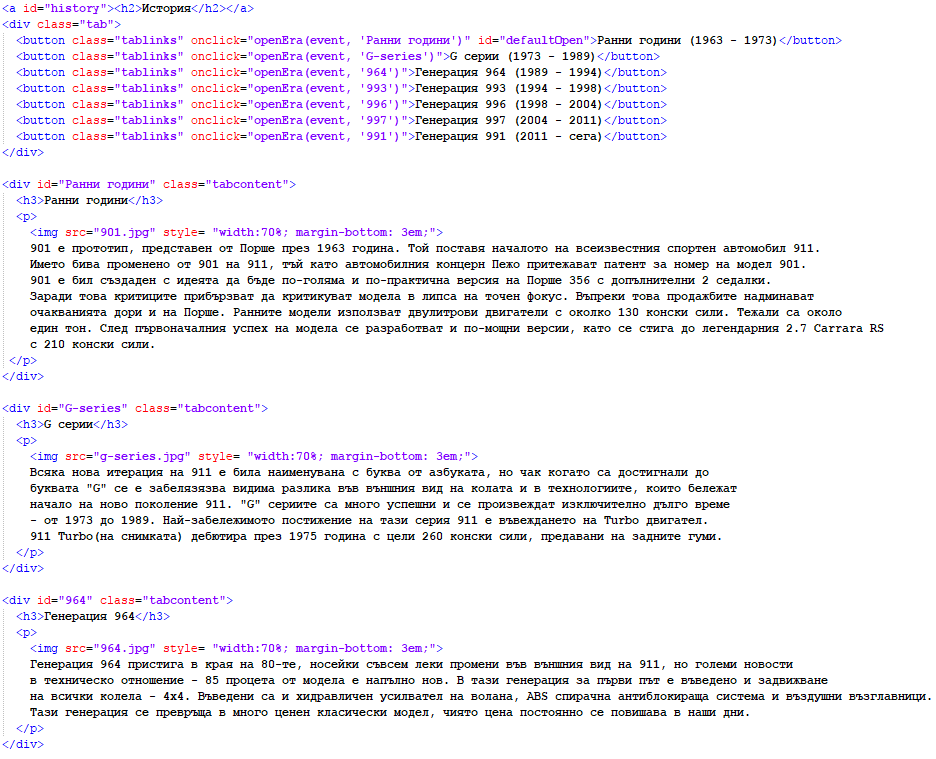 <a id="history"><h2>История</h2></a>
<div class="tab">
<button class="tablinks" onclick="openEra(event, 'Ранни години')" id="defaultOpen">Ранни години (1963 - 1973)</button>
<button class="tablinks" onclick="openEra(event, 'G-series')">G серии (1973 - 1989)</button>
<button class="tablinks" onclick="openEra(event, '964')">Генерация 964 (1989 - 1994)</button>
<button class="tablinks" onclick="openEra(event, '993')">Генерация 993 (1994 - 1998)</button>
<button class="tablinks" onclick="openEra(event, '996')">Генерация 996 (1998 - 2004)</button>
<button class="tablinks" onclick="openEra(event, '997')">Генерация 997 (2004 - 2011)</button>
<button class="tablinks" onclick="openEra(event, '991')">Генерация 991 (2011 - сега)</button>
</div>
<div id="Ранни години" class="tabcontent">
<h3>Ранни години</h3>
<p>
<img src="901.jpg" style= "width:70%; margin-bottom: 3em;">
901 е прототип, представен от Порше през 1963 година. Той поставя началото на всеизвестния спортен автомобил 911.
Името бива променено от 901 на 911, тъй като автомобилния концерн Пежо притежават патент за номер на модел 901.
901 е бил създаден с идеята да бъде по-голяма и по-практична версия на Порше 356 с допълнителни 2 седалки.
Заради това критиците прибързват да критикуват модела в липса на точен фокус. Въпреки това продажбите надминават
очакванията дори и на Порше. Ранните модели използват двулитрови двигатели с около 130 конски сили. Тежали са около
един тон. След първоначалния успех на модела се разработват и по-мощни версии, като се стига до легендарния 2.7 Carrara RS
с 210 конски сили.
</p>
</div>
<div id="G-series" class="tabcontent">
<h3>G серии</h3>
<p>
<img src="g-series.jpg" style= "width:70%; margin-bottom: 3em;">
Всяка нова итерация на 911 е била наименувана с буква от азбуката, но чак когато са достигнали до
буквата "G" се е забелязязва видима разлика във външния вид на колата и в технологиите, които бележат
начало на ново поколение 911. "G" сериите са много успешни и се произвеждат изключително дълго време
- от 1973 до 1989. Най-забележимото постижение на тази серия 911 е въвеждането на Turbo двигател.
911 Turbo(на снимката) дебютира през 1975 година с цели 260 конски сили, предавани на задните гуми.
</p>
</div>
<div id="964" class="tabcontent">
<h3>Генерация 964</h3>
<p>
<img src="964.jpg" style= "width:70%; margin-bottom: 3em;">
Генерация 964 пристига в края на 80-те, носейки съвсем леки промени във външния вид на 911, но големи новости
в техническо отношение - 85 процета от модела е напълно нов. В тази генерация за първи път е въведено и задвижване
на всички колела - 4x4. Въведени са и хидравличен усилвател на волана, ABS спирачна антиблокираща система и въздушни възглавници.
Тази генерация се превръща в много ценен класически модел, чиято цена постоянно се повишава в наши дни.
</p>
</div>